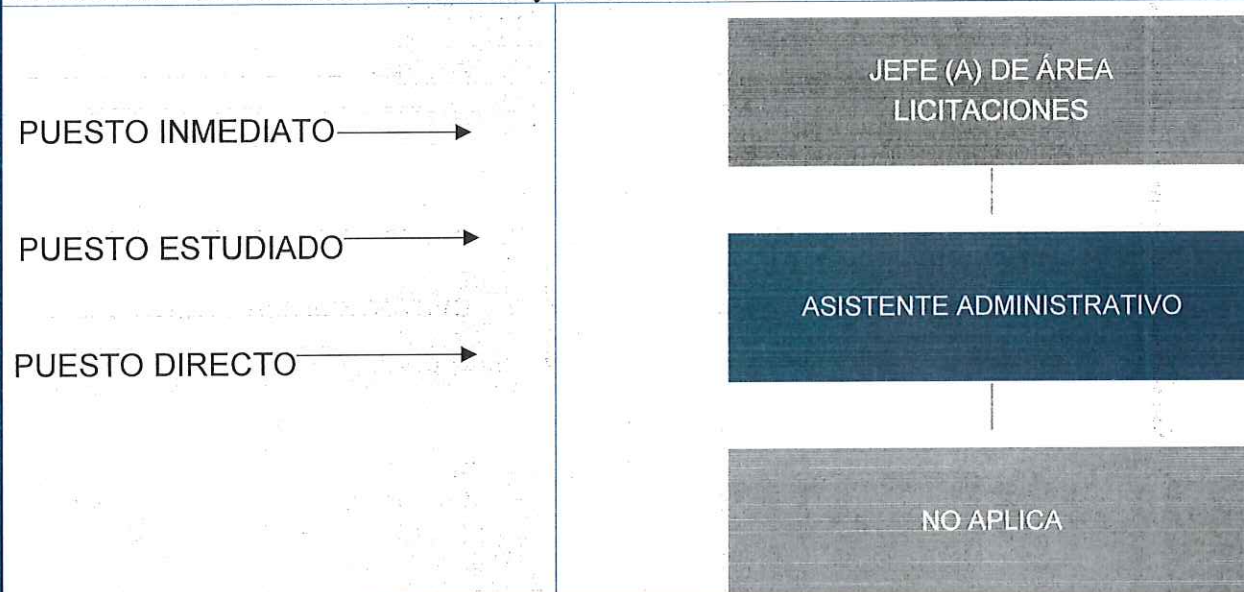 JEFE (A) DE ÁREA
LICITACIONES
PUESTO INMEDIATO
PUESTO ESTUDIADO
ASISTENTE ADMINISTRATIVO
PUESTO DIRECTO
NO APLICA